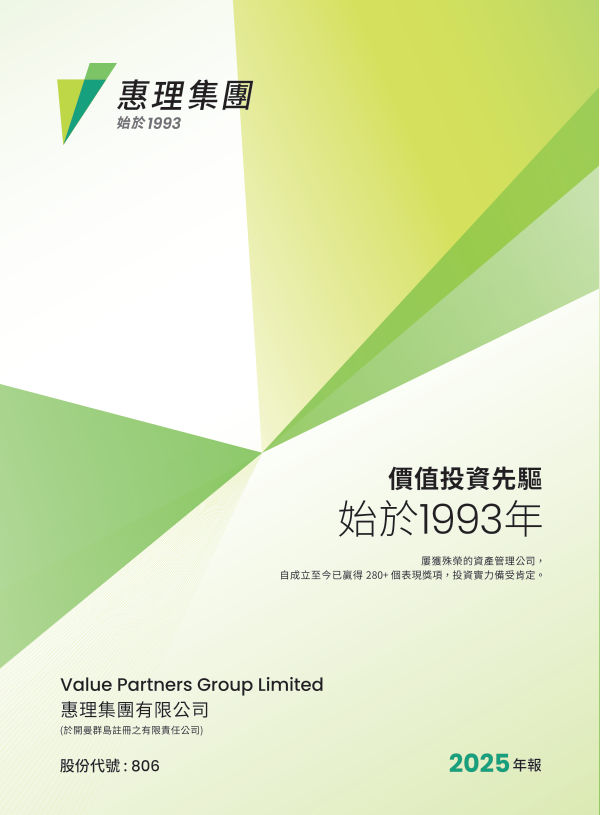 惠理集團
始於1993
價值投資先驅
始於1993年
屢獲殊榮的資產管理公司，
自成立至今已贏得 280+ 個表現獎項，投資實力備受肯定。
Value Partners Group Limited
惠理集團有限公司
(於開曼群島註冊之有限責任公司)
股份代號 : 806
2025 年報